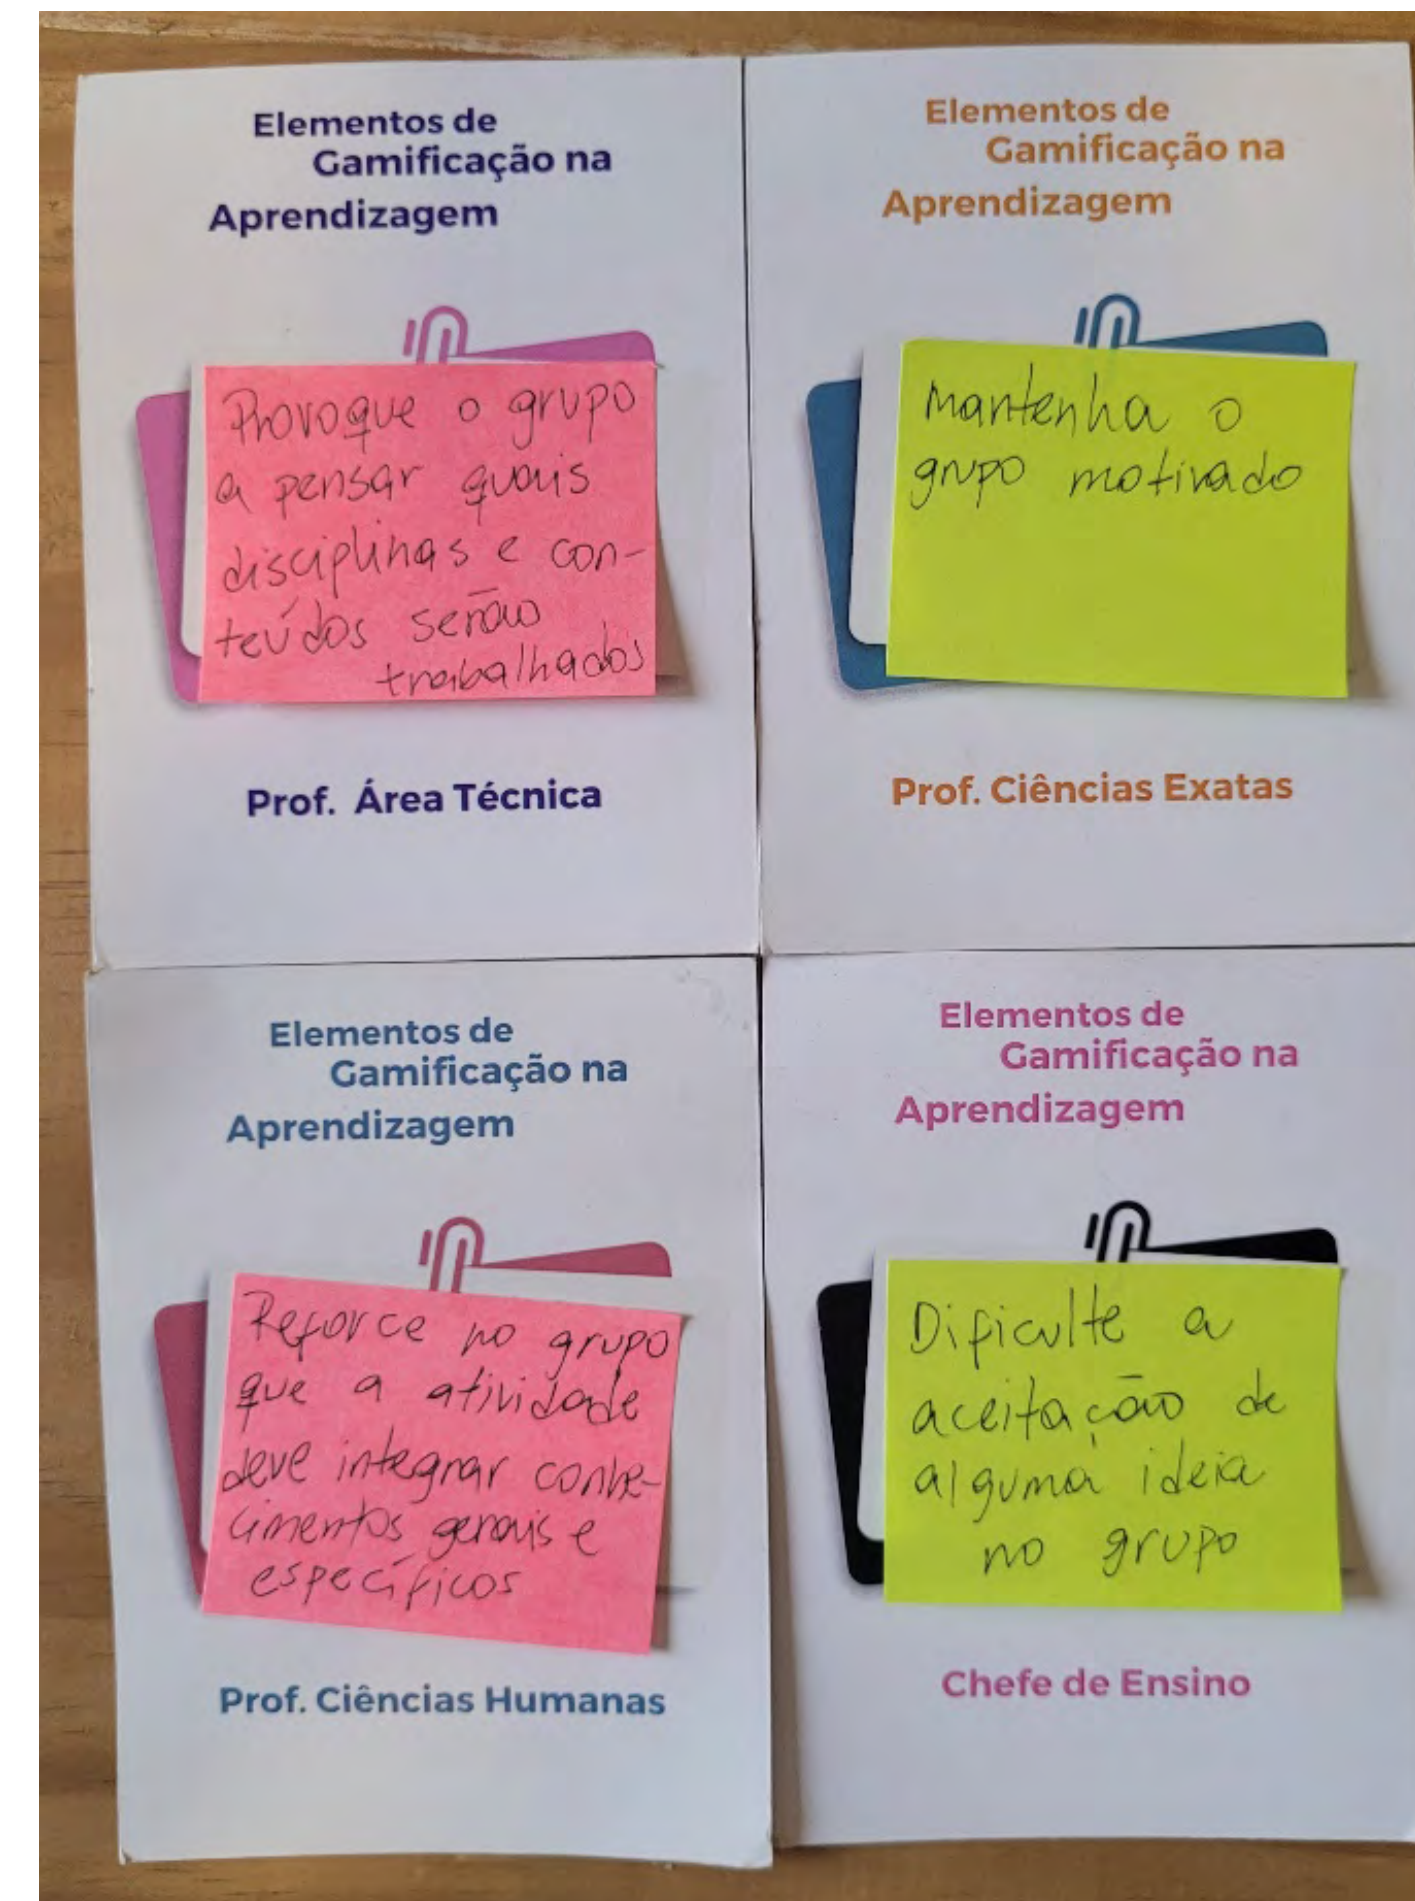 Elementos de
Gamificação na
Aprendizagem
Provoque o grupo
a pensar quais
disciplinas e con-
teúdos serão
trabalhados
Prof. Área Técnica
Elementos de
Gamificação na
Aprendizagem
Mantenha o
grupo motivado
Prof. Ciências Exatas
Elementos de
Gamificação na
Aprendizagem
Reforce no grupo
que a atividade
deve integrar conhe-
cimentos gerais e
específicos
Prof. Ciências Humanas
Elementos de
Gamificação na
Aprendizagem
Dificulte a
aceitação de
alguma ideia
no grupo
Chefe de Ensino